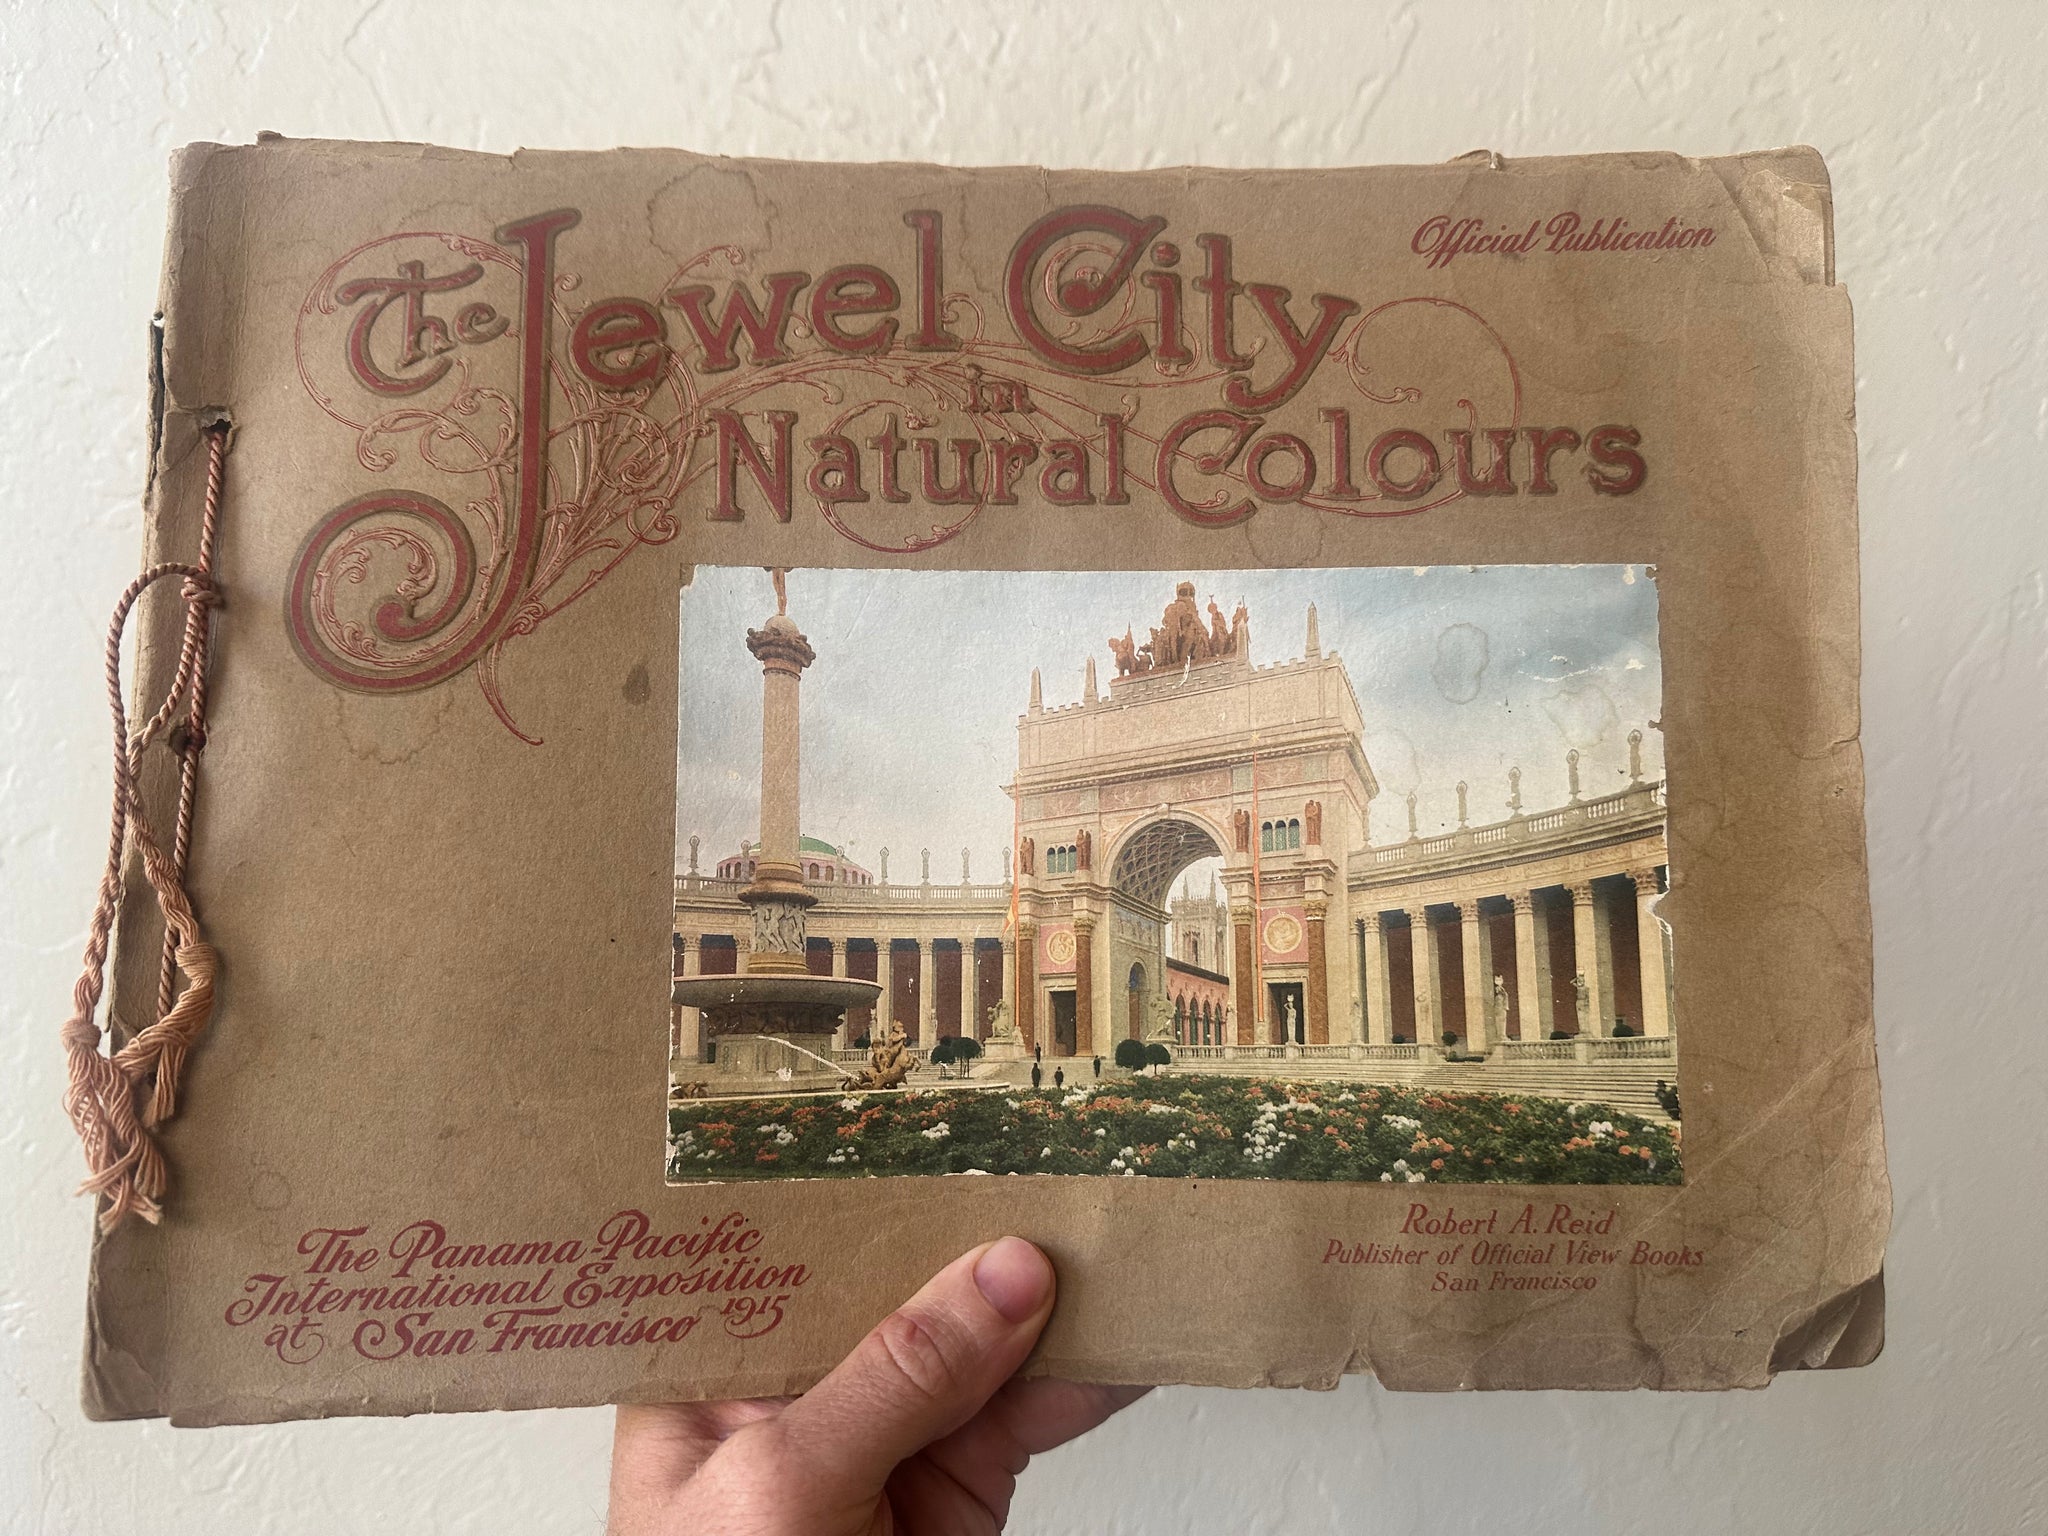 Official Publication
The Jewel City
in
Natural Colours
The Panama-Pacific
International Exposition
at San Francisco 1915
Robert A. Reid
Publisher of Official View Books
San Francisco